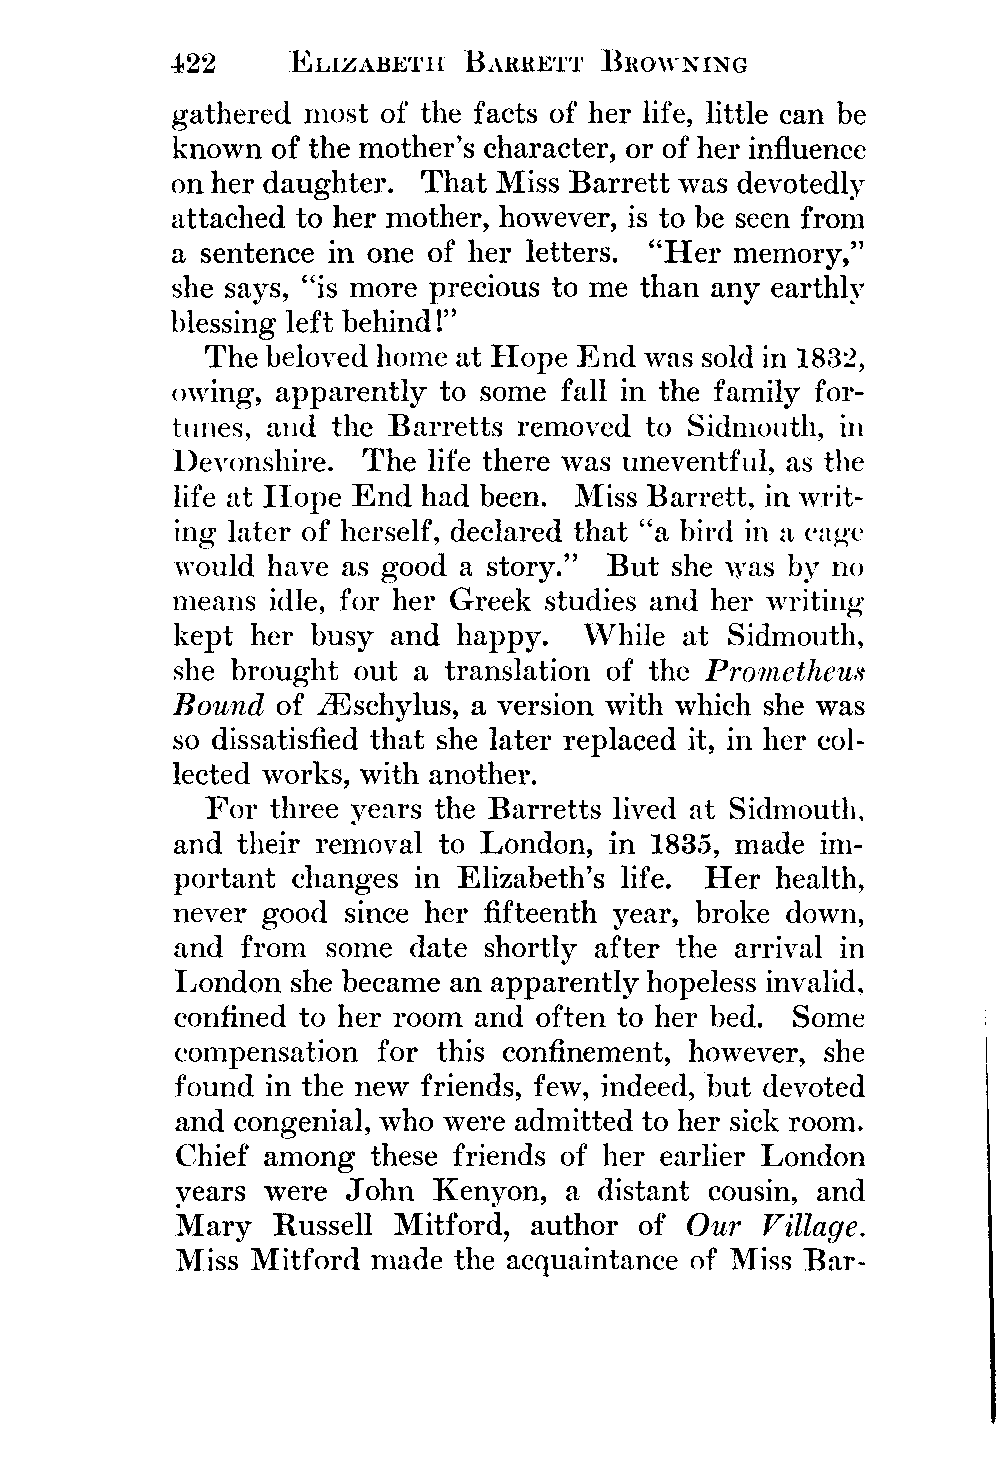 422 ELIZABETH BARRETT BROWNING
gathered most of the facts of her life, little can be
known of the mother's character, or of her influence
on her daughter. That Miss Barrett was devotedly
attached to her mother, however, is to be seen from
a sentence in one of her letters. “Her memory,”
she says, “is more precious to me than any earthly
blessing left behind!”
The beloved home at Hope End was sold in 1832,
owing, apparently to some fall in the family for-
tunes, and the Barretts removed to Sidmouth, in
Devonshire. The life there was uneventful, as the
life at Hope End had been. Miss Barrett, in writ-
ing later of herself, declared that “a bird in a cage
would have as good a story.” But she was by no
means idle, for her Greek studies and her writing
kept her busy and happy. While at Sidmouth,
she brought out a translation of the Prometheus
Bound of Æschylus, a version with which she was
so dissatisfied that she later replaced it, in her col-
lected works, with another.
For three years the Barretts lived at Sidmouth,
and their removal to London, in 1835, made im-
portant changes in Elizabeth's life. Her health,
never good since her fifteenth year, broke down,
and from some date shortly after the arrival in
London she became an apparently hopeless invalid,
confined to her room and often to her bed. Some
compensation for this confinement, however, she
found in the new friends, few, indeed, but devoted
and congenial, who were admitted to her sick room.
Chief among these friends of her earlier London
years were John Kenyon, a distant cousin, and
Mary Russell Mitford, author of Our Village.
Miss Mitford made the acquaintance of Miss Bar-